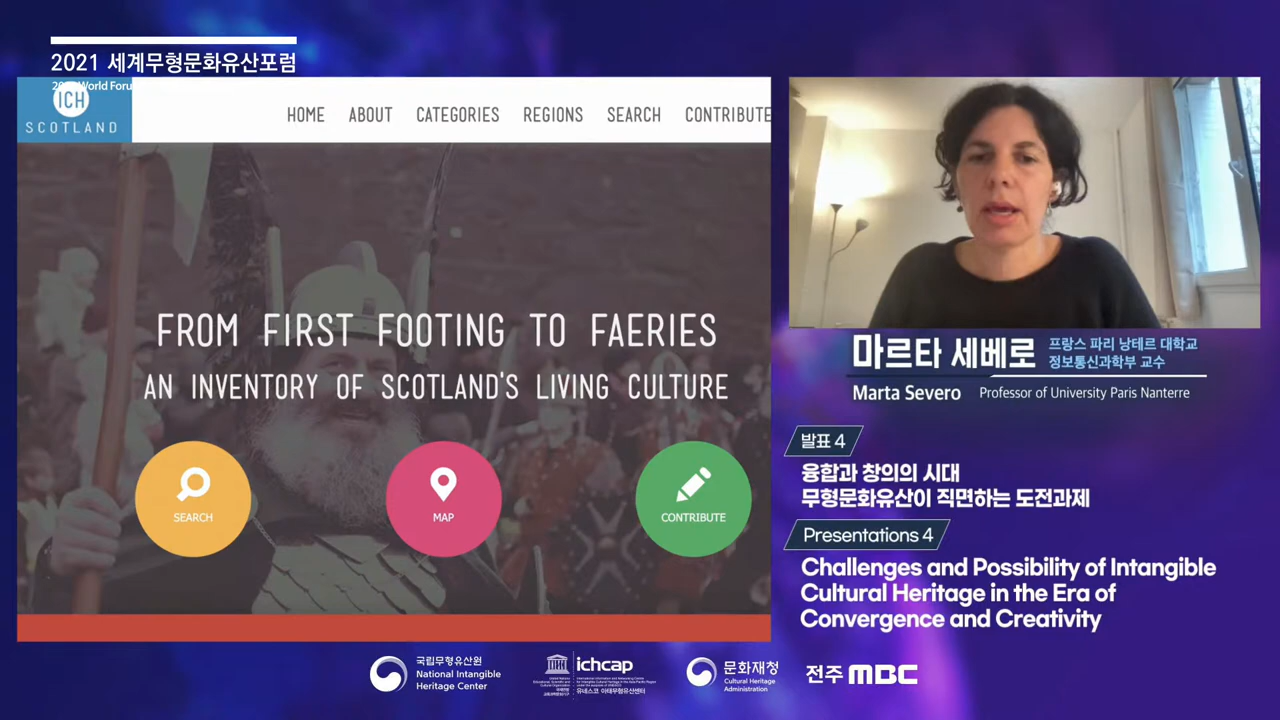 2021 세계무형문화유산포럼
World Foru
ICH
SCOTLAND
HOME ABOUT CATEGORIES REGIONS SEARCH CONTRIBUTE
FROM FIRST FOOTING TO FAERIES
AN INVENTORY OF SCOTLAND'S LIVING CULTURE
SEARCH
MAP
CONTRIBUTE
마르타 세베로
프랑스 파리 낭테르 대학교
정보통신과학부 교수
Marta Severo Professor of University Paris Nanterre
발표 4
융합과 창의의 시대
무형문화유산이 직면하는 도전과제
Presentations 4
Challenges and Possibility of Intangible
Cultural Heritage in the Era of
Convergence and Creativity
국립무형유산원
National Intangible
Heritage Center
ichcap
유네스코 아태무형유산센터
문화재청
Cultural Heritage
Administration
전주 MBC